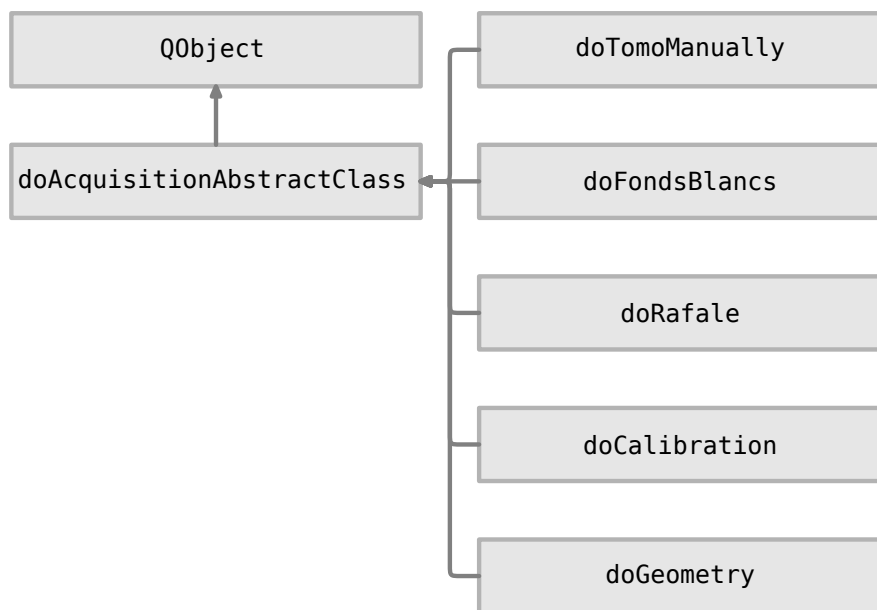 QObject
doAcquisitionAbstractClass
doTomoManually
doFondsBlancs
doRafale
doCalibration
doGeometry